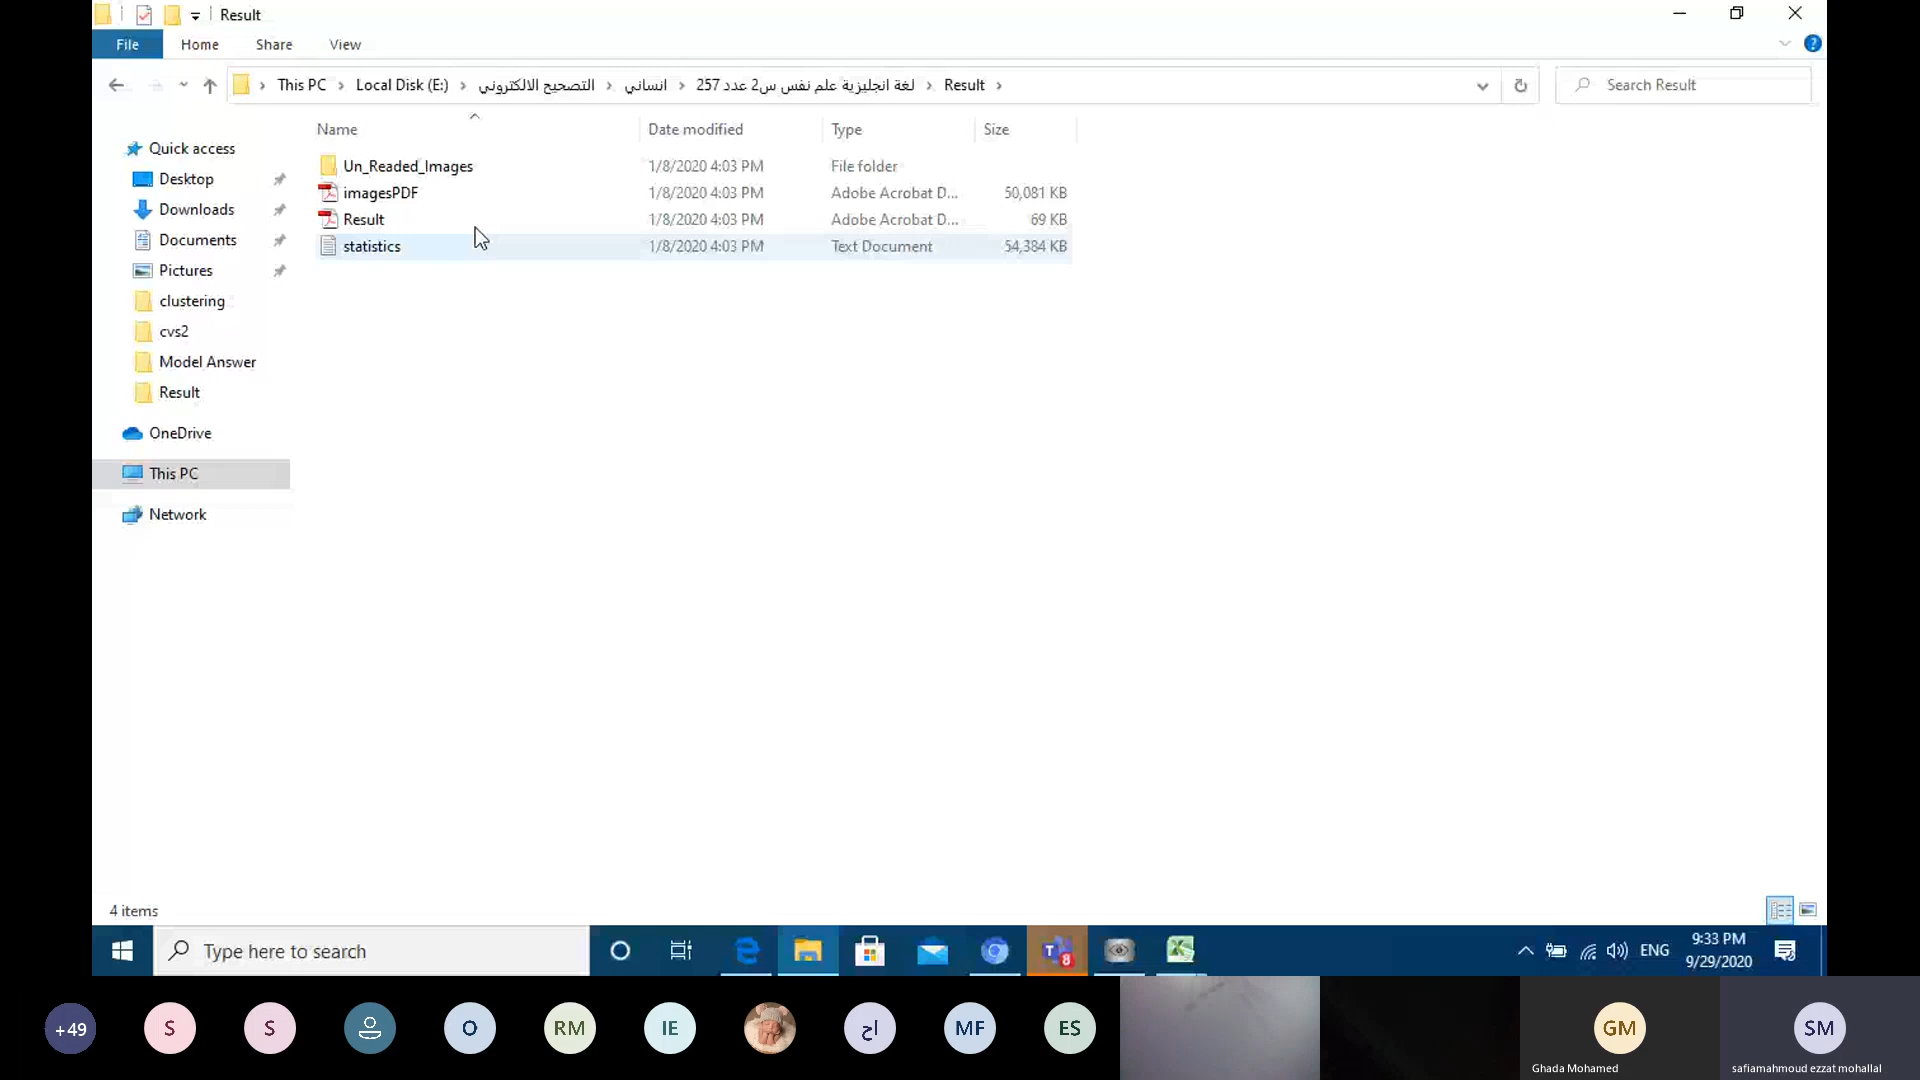 Result
File Home Share View
This PC Local Disk (E:) التصحيح الالكتروني انساني لغة انجليزية علم نفس س2 عدد 257 Result
Search Result
Name Date modified Type Size
Quick access
Desktop
Downloads
Documents
Pictures
clustering
cvs2
Model Answer
Result
OneDrive
This PC
Network
Un_Readed_Images 1/8/2020 4:03 PM File folder
imagesPDF 1/8/2020 4:03 PM Adobe Acrobat D... 50,081 KB
Result 1/8/2020 4:03 PM Adobe Acrobat D... 69 KB
statistics 1/8/2020 4:03 PM Text Document 54,384 KB
4 items
Type here to search
8
ENG
9:33 PM
9/29/2020
+49 S S O RM IE اح MF ES GM SM
Ghada Mohamed
safiamahmoud ezzat mohallal